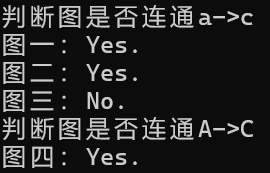 判断图是否连通a->c
图一: Yes.
图二: Yes.
图三: No.
判断图是否连通A->C
图四: Yes.